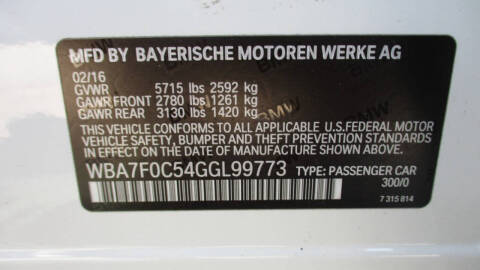 MFD BY BAYERISCHE MOTOREN WERKE AG
02/16
GVWR 5715 lbs 2592 kg
GAWR FRONT 2780 lbs 1261 kg
GAWR REAR 3130 lbs 1420 kg
THIS VEHICLE CONFORMS TO ALL APPLICABLE U.S.FEDERAL MOTOR
VEHICLE SAFETY, BUMPER, AND THEFT PREVENTION STANDARDS
IN EFFECT ON THE DATE OF MANUFACTURE SHOWN ABOVE.
WBA7F0C54GGL99773 TYPE: PASSENGER CAR
300/0
7 315 814